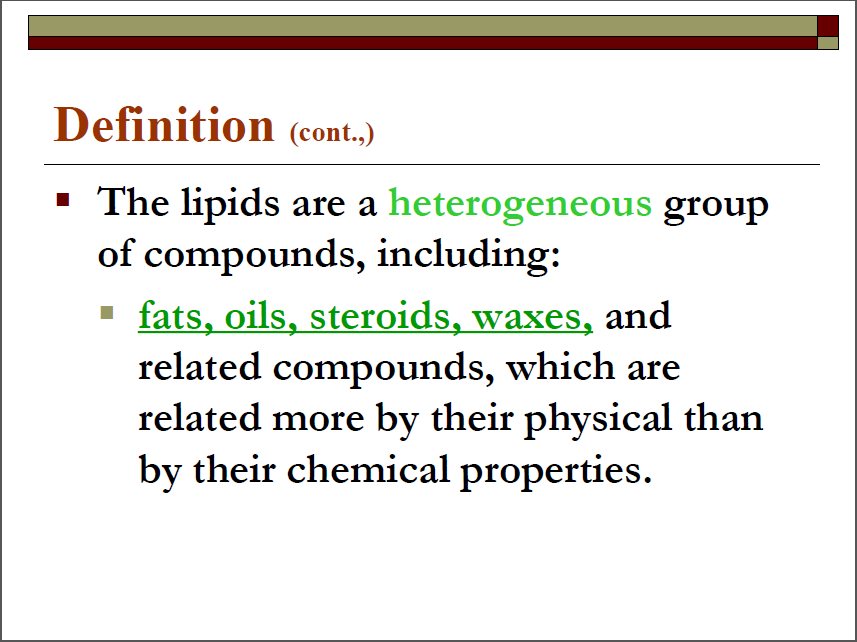 Definition (cont.,)
The lipids are a heterogeneous group
of compounds, including:
fats, oils, steroids, waxes, and
related compounds, which are
related more by their physical than
by their chemical properties.